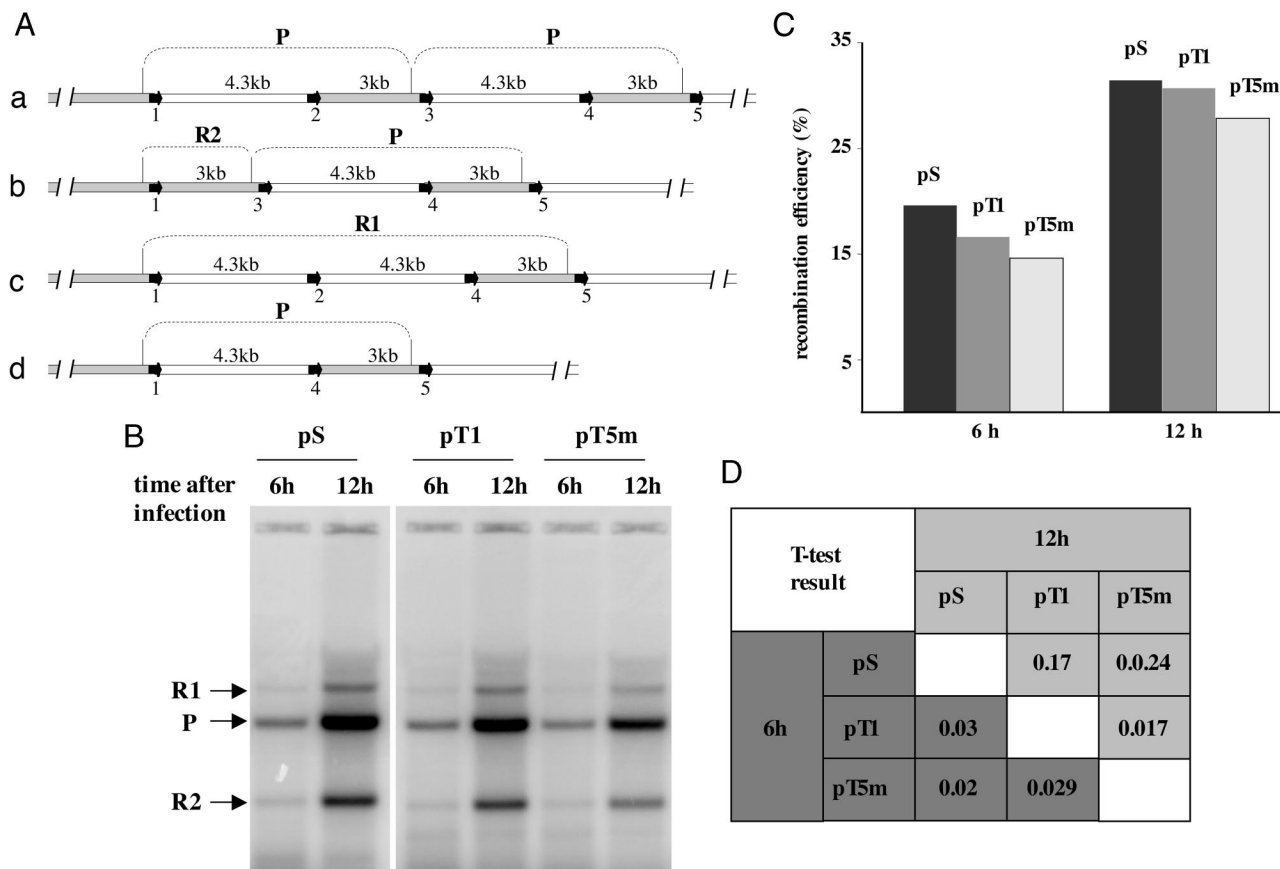 A
P P
a 4.3kb 3kb 4.3kb 3kb
1 2 3 4 5
R2 P
b 3kb 4.3kb 3kb
1 3 4 5
R1
c 4.3kb 4.3kb 3kb
1 2 4 5
P
d 4.3kb 3kb
1 4 5
B
pS pT1 pT5m
time after
infection
6h 12h 6h 12h 6h 12h
R1
P
R2
C
recombination efficiency (%)
35
25
15
5
pS pT1 pT5m
pS pT1 pT5m
6 h 12 h
D
T-test
result
12h
pS pT1 pT5m
6h
pS 0.17 0.0.24
pT1 0.03 0.017
pT5m 0.02 0.029